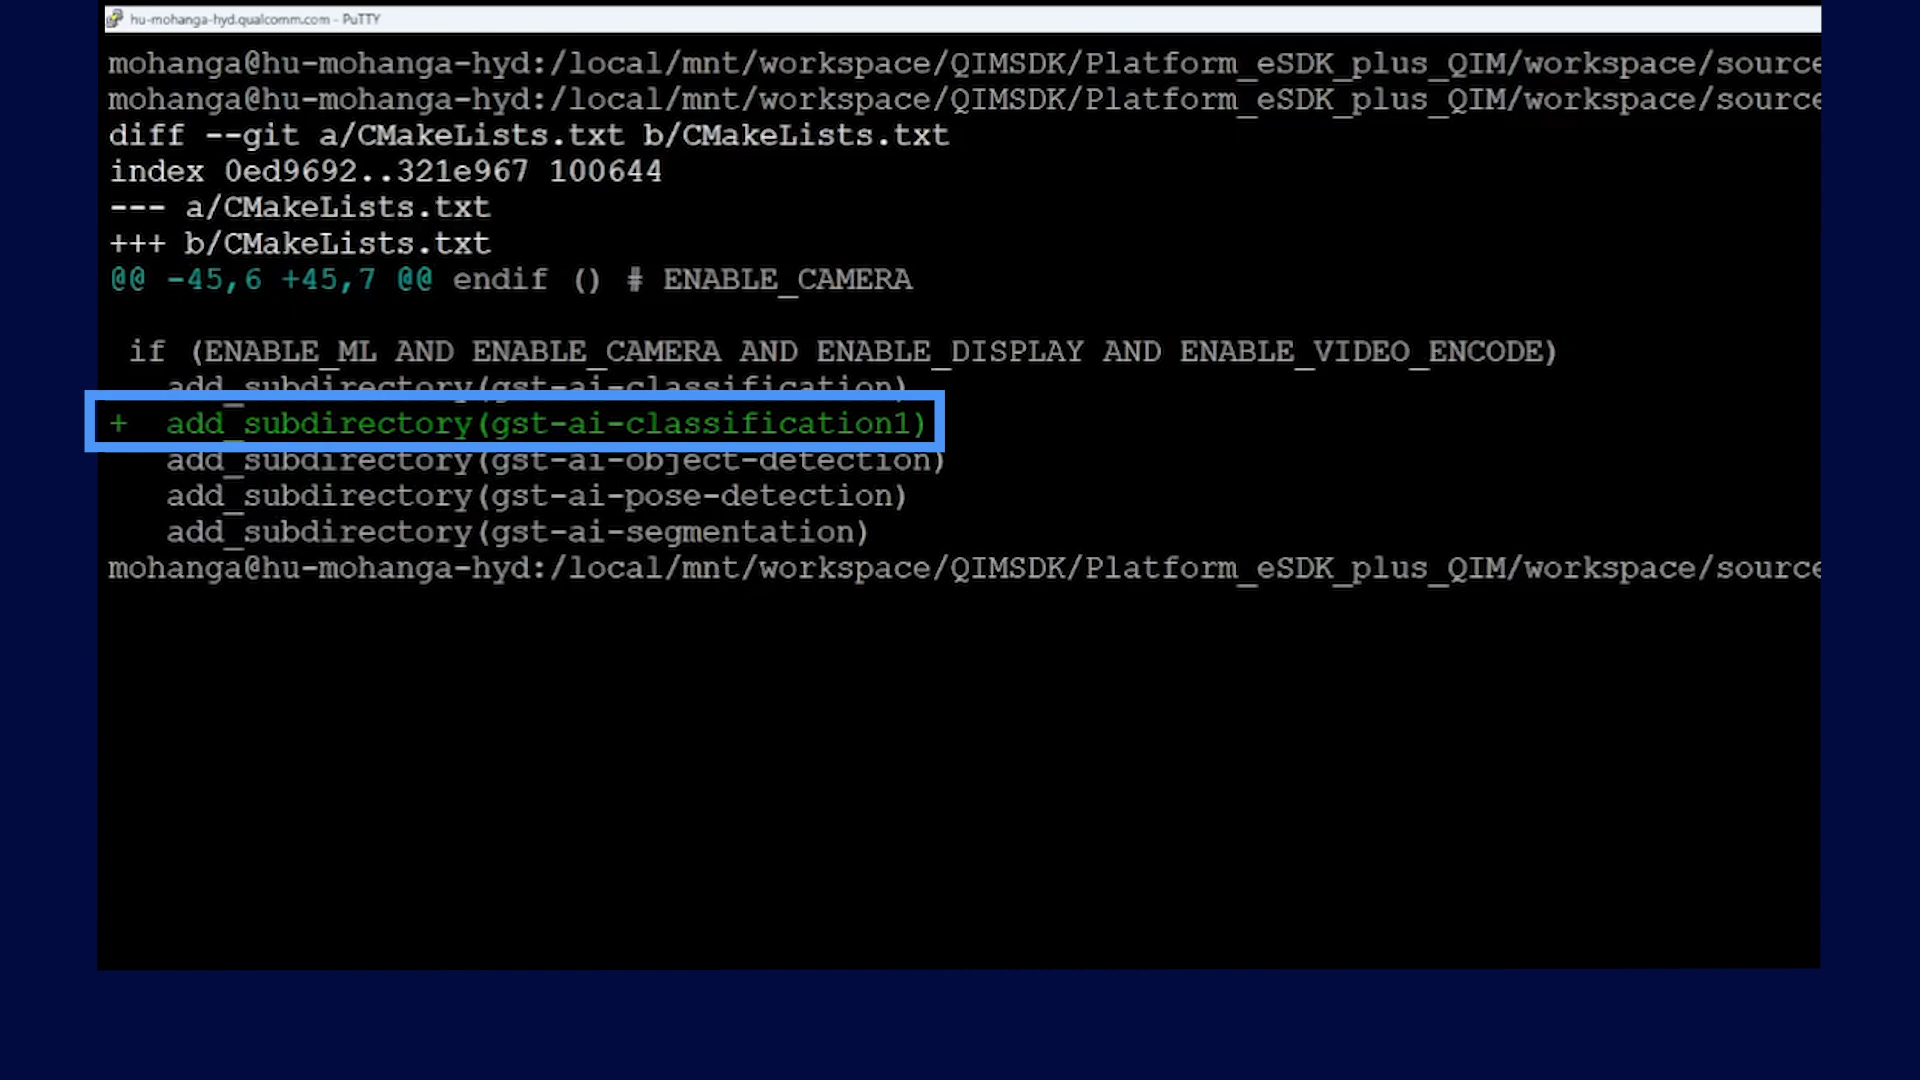 hu-mohanga-hyd.qualcomm.com - PuTTY
mohanga@hu-mohanga-hyd:/local/mnt/workspace/QIMSDK/Platform_eSDK_plus_QIM/workspace/source
mohanga@hu-mohanga-hyd:/local/mnt/workspace/QIMSDK/Platform_eSDK_plus_QIM/workspace/source
diff --git a/CMakeLists.txt b/CMakeLists.txt
index 0ed9692..321e967 100644
--- a/CMakeLists.txt
+++ b/CMakeLists.txt
@@ -45,6 +45,7 @@ endif () # ENABLE_CAMERA
if (ENABLE_ML AND ENABLE_CAMERA AND ENABLE_DISPLAY AND ENABLE_VIDEO_ENCODE)
add_subdirectory(gst-ai-classification)
+ add_subdirectory(gst-ai-classification1)
add_subdirectory(gst-ai-object-detection)
add_subdirectory(gst-ai-pose-detection)
add_subdirectory(gst-ai-segmentation)
mohanga@hu-mohanga-hyd:/local/mnt/workspace/QIMSDK/Platform_eSDK_plus_QIM/workspace/source